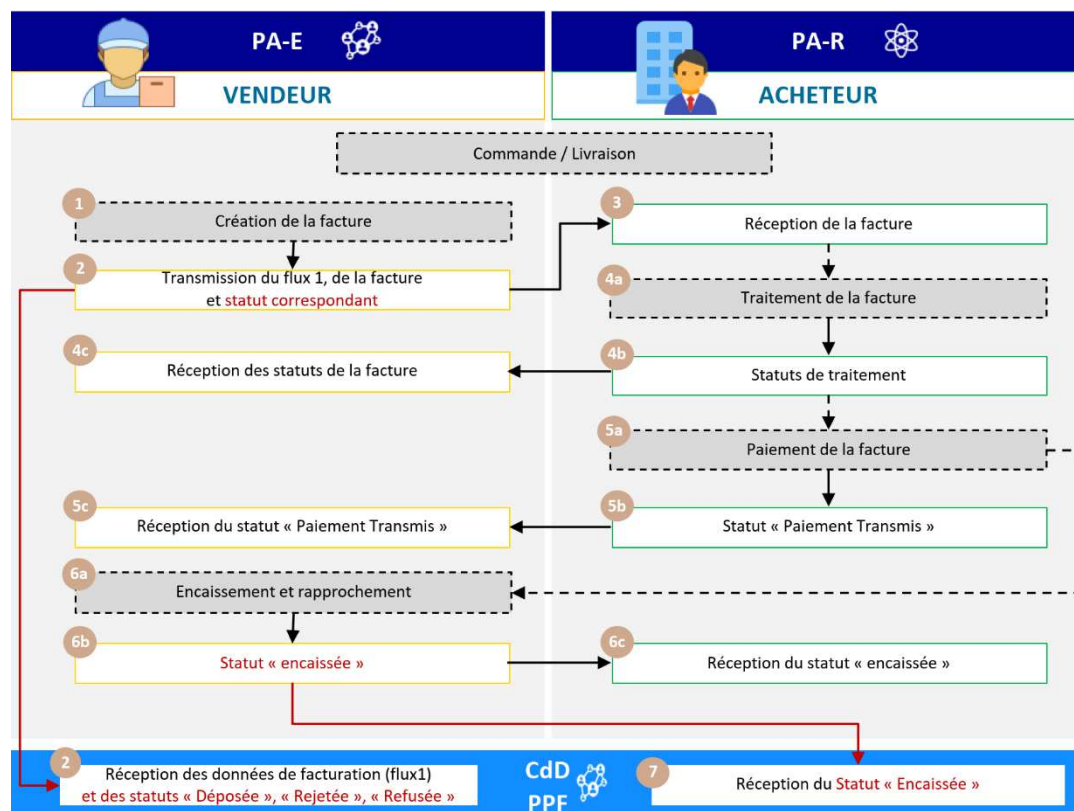 PA-E
PA-R
VENDEUR
ACHETEUR
Commande / Livraison
1
Création de la facture
3
Réception de la facture
2
Transmission du flux 1, de la facture
et statut correspondant
4a
Traitement de la facture
4c
Réception des statuts de la facture
4b
Statuts de traitement
5a
Paiement de la facture
5c
Réception du statut « Paiement Transmis »
5b
Statut « Paiement Transmis »
6a
Encaissement et rapprochement
6b
Statut « encaissée »
6c
Réception du statut « encaissée »
2
Réception des données de facturation (flux1)
et des statuts « Déposée », « Rejetée », « Refusée »
CdD
PPF
7
Réception du Statut « Encaissée »